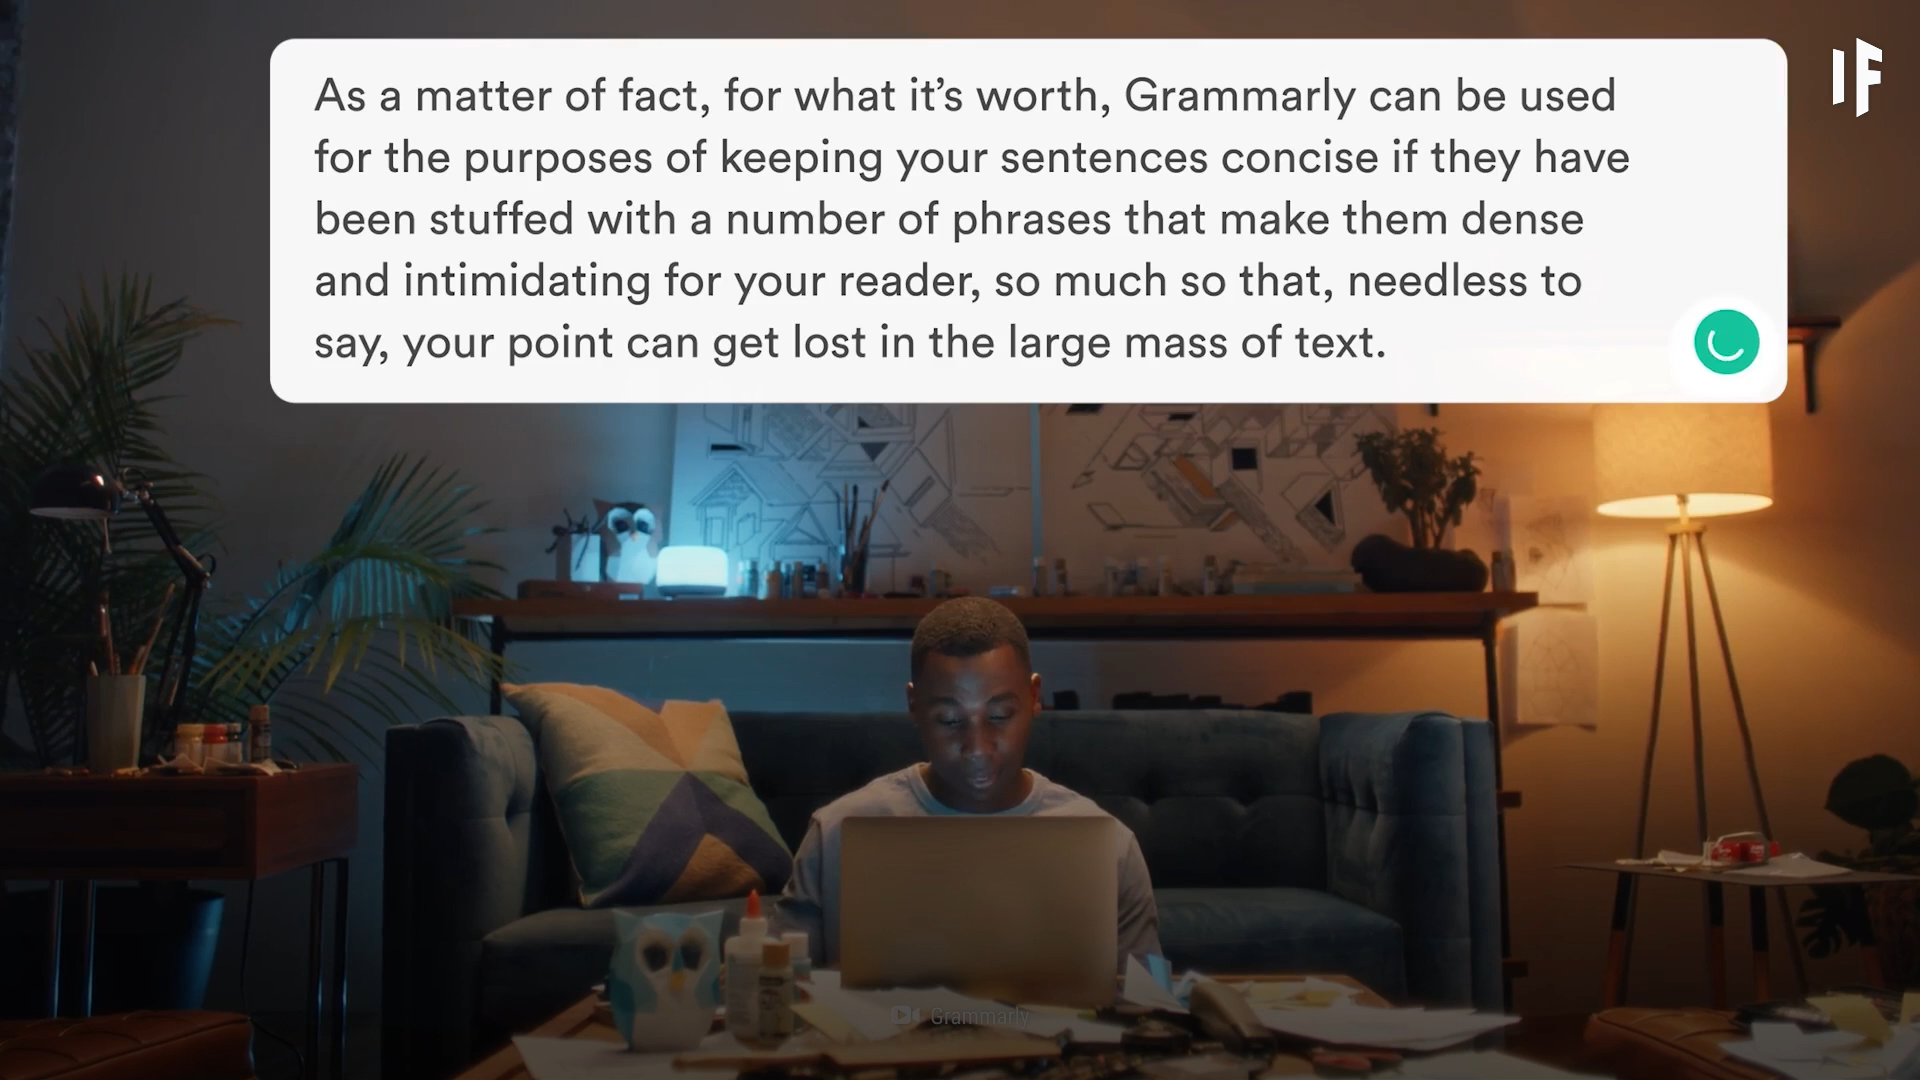 As a matter of fact, for what it’s worth, Grammarly can be used
for the purposes of keeping your sentences concise if they have
been stuffed with a number of phrases that make them dense
and intimidating for your reader, so much so that, needless to
say, your point can get lost in the large mass of text.
IF
Grammarly